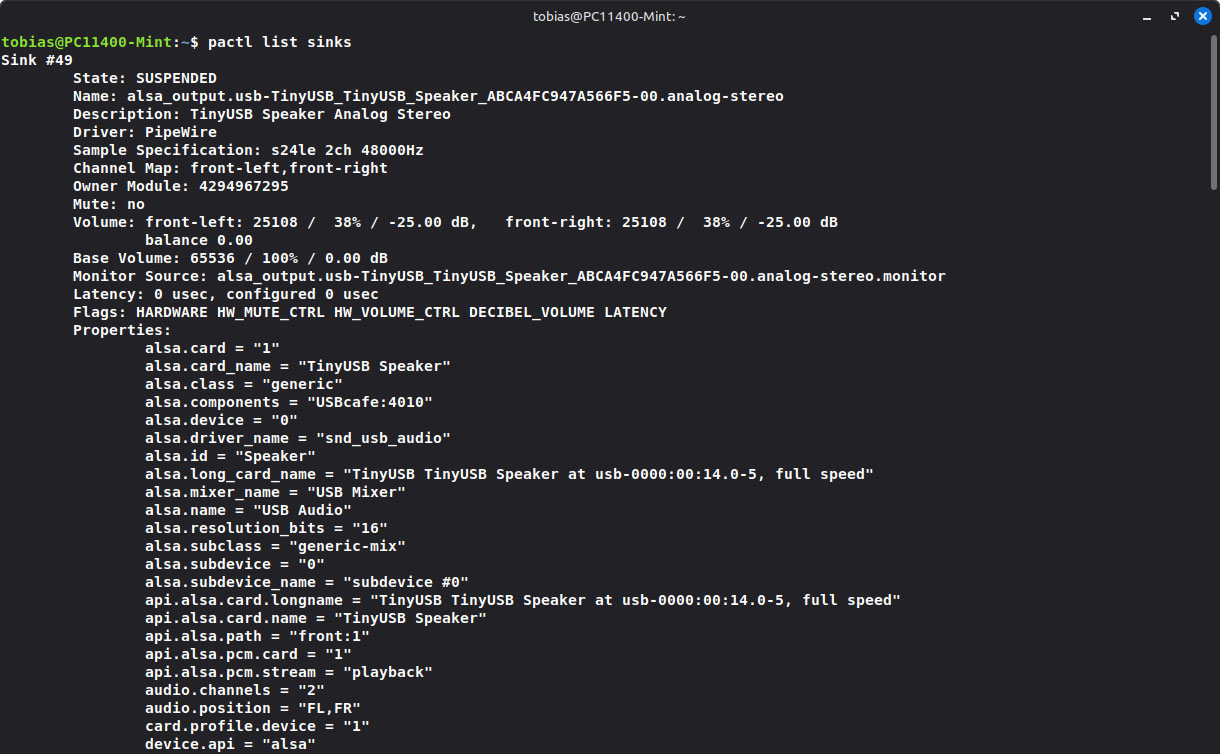 tobias@PC11400-Mint: ~
tobias@PC11400-Mint:~$ pactl list sinks
Sink #49
State: SUSPENDED
Name: alsa_output.usb-TinyUSB_TinyUSB_Speaker_ABCA4FC947A566F5-00.analog-stereo
Description: TinyUSB Speaker Analog Stereo
Driver: PipeWire
Sample Specification: s24le 2ch 48000Hz
Channel Map: front-left,front-right
Owner Module: 4294967295
Mute: no
Volume: front-left: 25108 /  38% / -25.00 dB,   front-right: 25108 /  38% / -25.00 dB
balance 0.00
Base Volume: 65536 / 100% / 0.00 dB
Monitor Source: alsa_output.usb-TinyUSB_TinyUSB_Speaker_ABCA4FC947A566F5-00.analog-stereo.monitor
Latency: 0 usec, configured 0 usec
Flags: HARDWARE HW_MUTE_CTRL HW_VOLUME_CTRL DECIBEL_VOLUME LATENCY
Properties:
alsa.card = "1"
alsa.card_name = "TinyUSB Speaker"
alsa.class = "generic"
alsa.components = "USBcafe:4010"
alsa.device = "0"
alsa.driver_name = "snd_usb_audio"
alsa.id = "Speaker"
alsa.long_card_name = "TinyUSB TinyUSB Speaker at usb-0000:00:14.0-5, full speed"
alsa.mixer_name = "USB Mixer"
alsa.name = "USB Audio"
alsa.resolution_bits = "16"
alsa.subclass = "generic-mix"
alsa.subdevice = "0"
alsa.subdevice_name = "subdevice #0"
api.alsa.card.longname = "TinyUSB TinyUSB Speaker at usb-0000:00:14.0-5, full speed"
api.alsa.card.name = "TinyUSB Speaker"
api.alsa.path = "front:1"
api.alsa.pcm.card = "1"
api.alsa.pcm.stream = "playback"
audio.channels = "2"
audio.position = "FL,FR"
card.profile.device = "1"
device.api = "alsa"